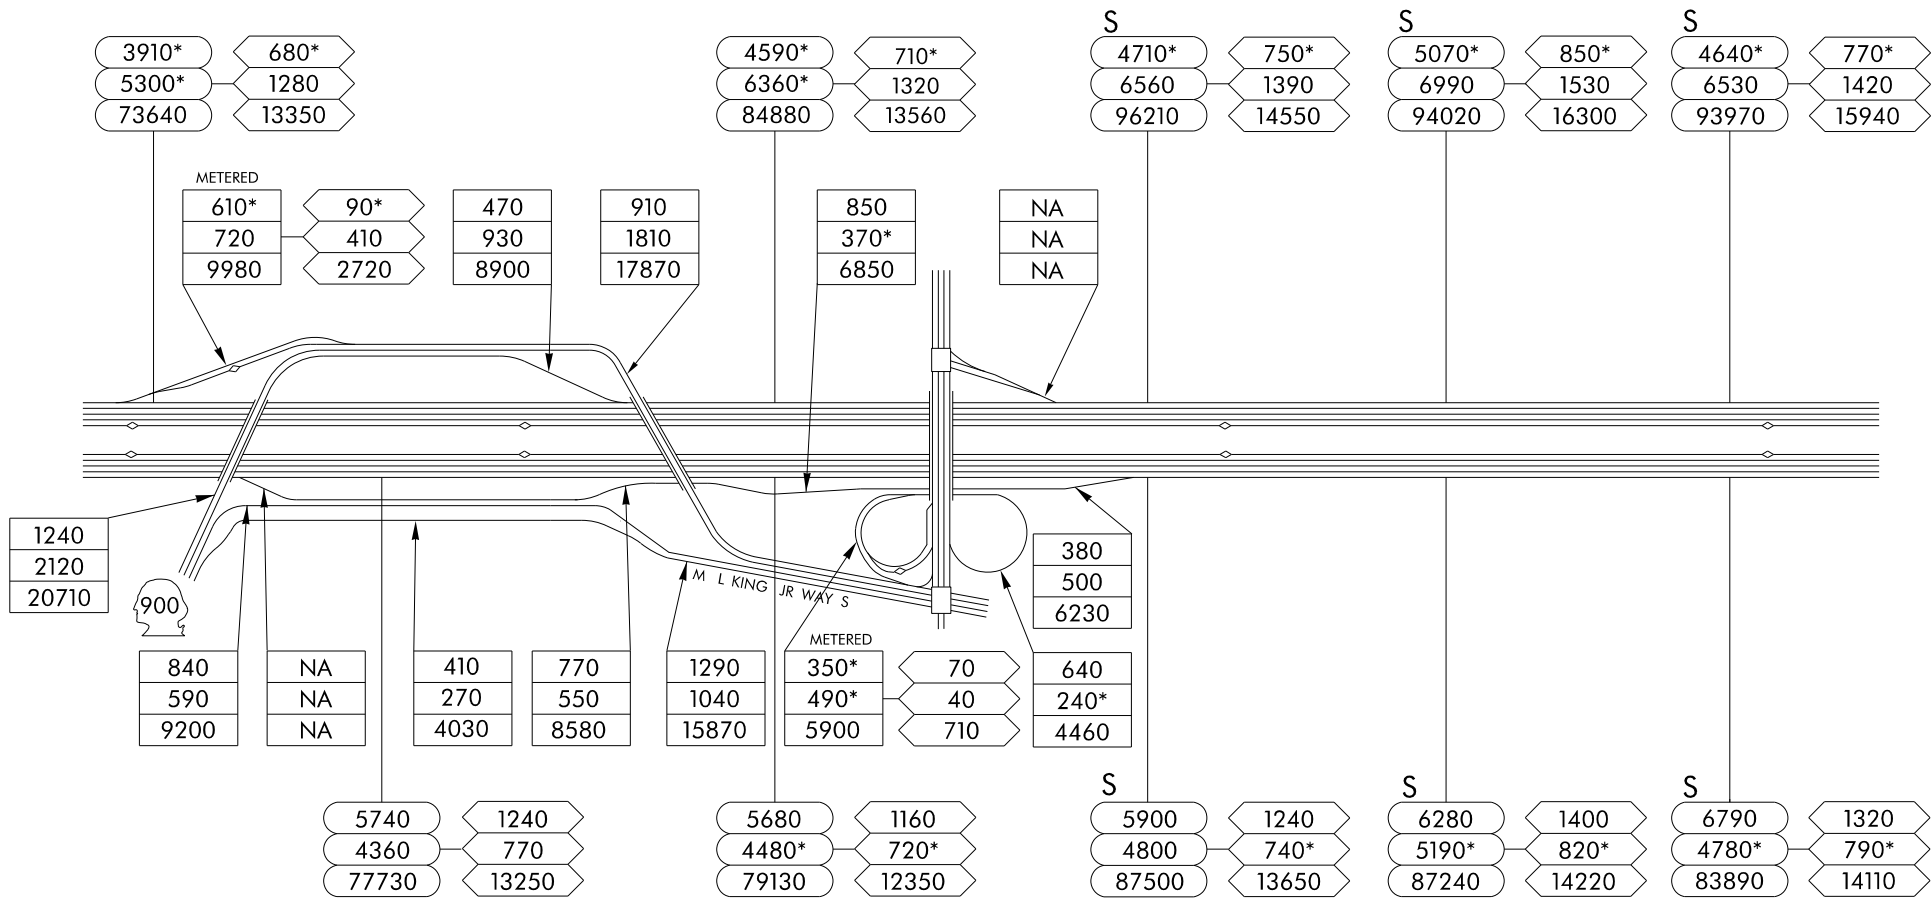 S S S
3910* 680* 4590* 710* 4710* 750* 5070* 850* 4640* 770*
5300* 1280 6360* 1320 6560 1390 6990 1530 6530 1420
73640 13350 84880 13560 96210 14550 94020 16300 93970 15940
METERED
610* 90* 470 910 850 NA
720 410 930 1810 370* NA
9980 2720 8900 17870 6850 NA
1240
2120
20710
380
500
6230
900
M L KING JR WAY S
METERED
840 NA 410 770 1290 350* 70 640
590 NA 270 550 1040 490* 40 240*
9200 NA 4030 8580 15870 5900 710 4460
S S S
5740 1240 5680 1160 5900 1240 6280 1400 6790 1320
4360 770 4480* 720* 4800 740* 5190* 820* 4780* 790*
77730 13250 79130 12350 87500 13650 87240 14220 83890 14110